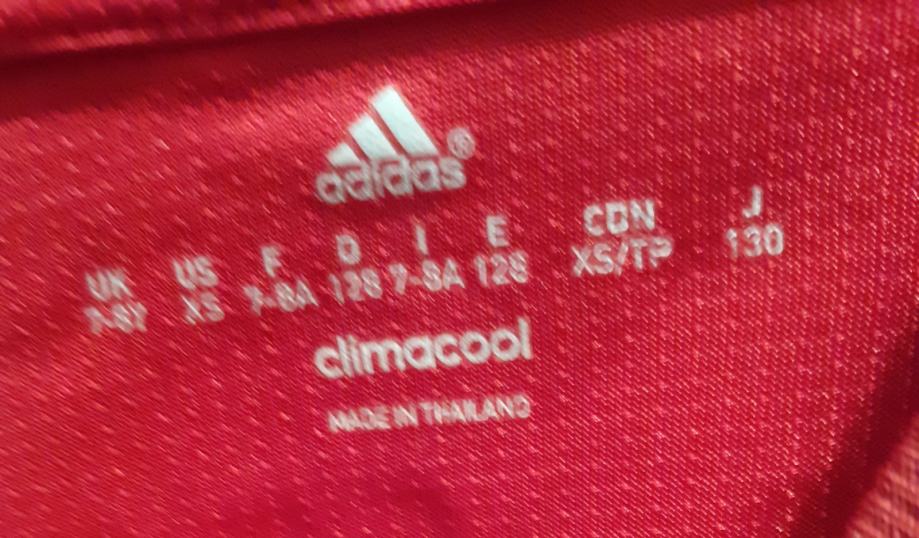 adidas®
UK US F D I E CDN J
7-8Y XS 7-8A 128 7-8A 128 XS/TP 130
climacool
MADE IN THAILAND